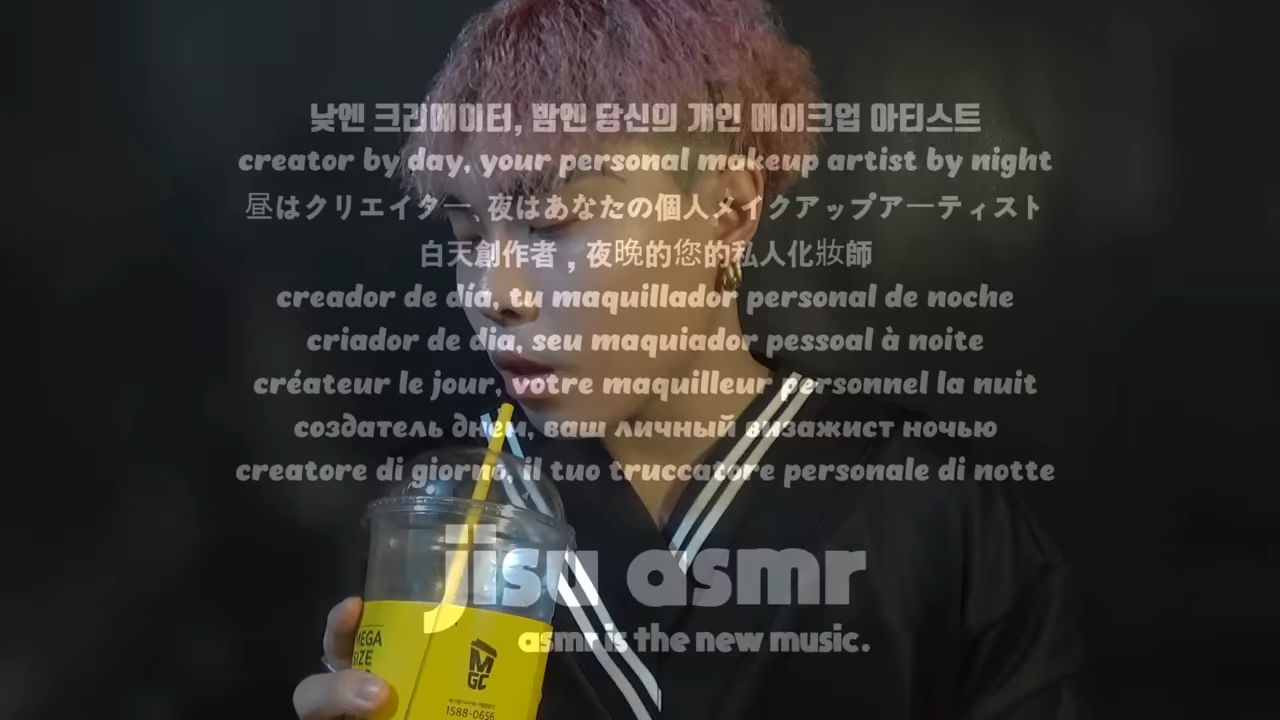 낮엔 크리에이터, 밤엔 당신의 개인 메이크업 아티스트
creator by day, your personal makeup artist by night
昼はクリエイター、夜はあなたの個人メイクアップアーティスト
白天創作者，夜晚的您的私人化妝師
creador de día, tu maquillador personal de noche
criador de dia, seu maquiador pessoal à noite
créateur le jour, votre maquilleur personnel la nuit
создатель днем, ваш личный визажист ночью
creatore di giorno, il tuo truccatore personale di notte
jisu asmr
asmr is the new music.
MEGA
SIZE
MGC
1588-0656